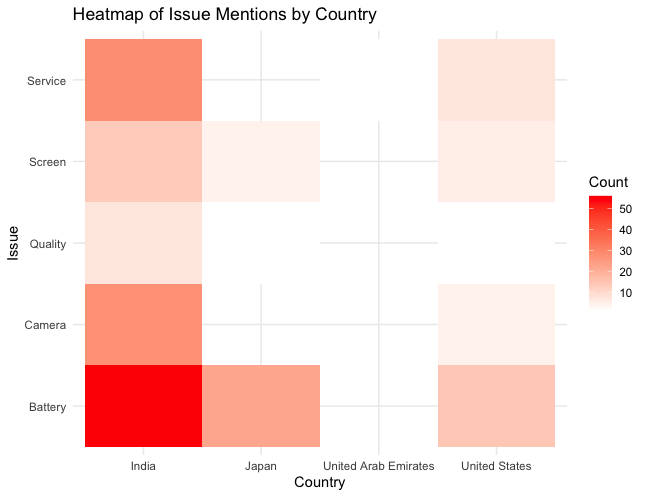 Heatmap of Issue Mentions by Country
Service
Screen
Quality
Camera
Battery
Issue
India
Japan
United Arab Emirates
United States
Country
Count
50
40
30
20
10